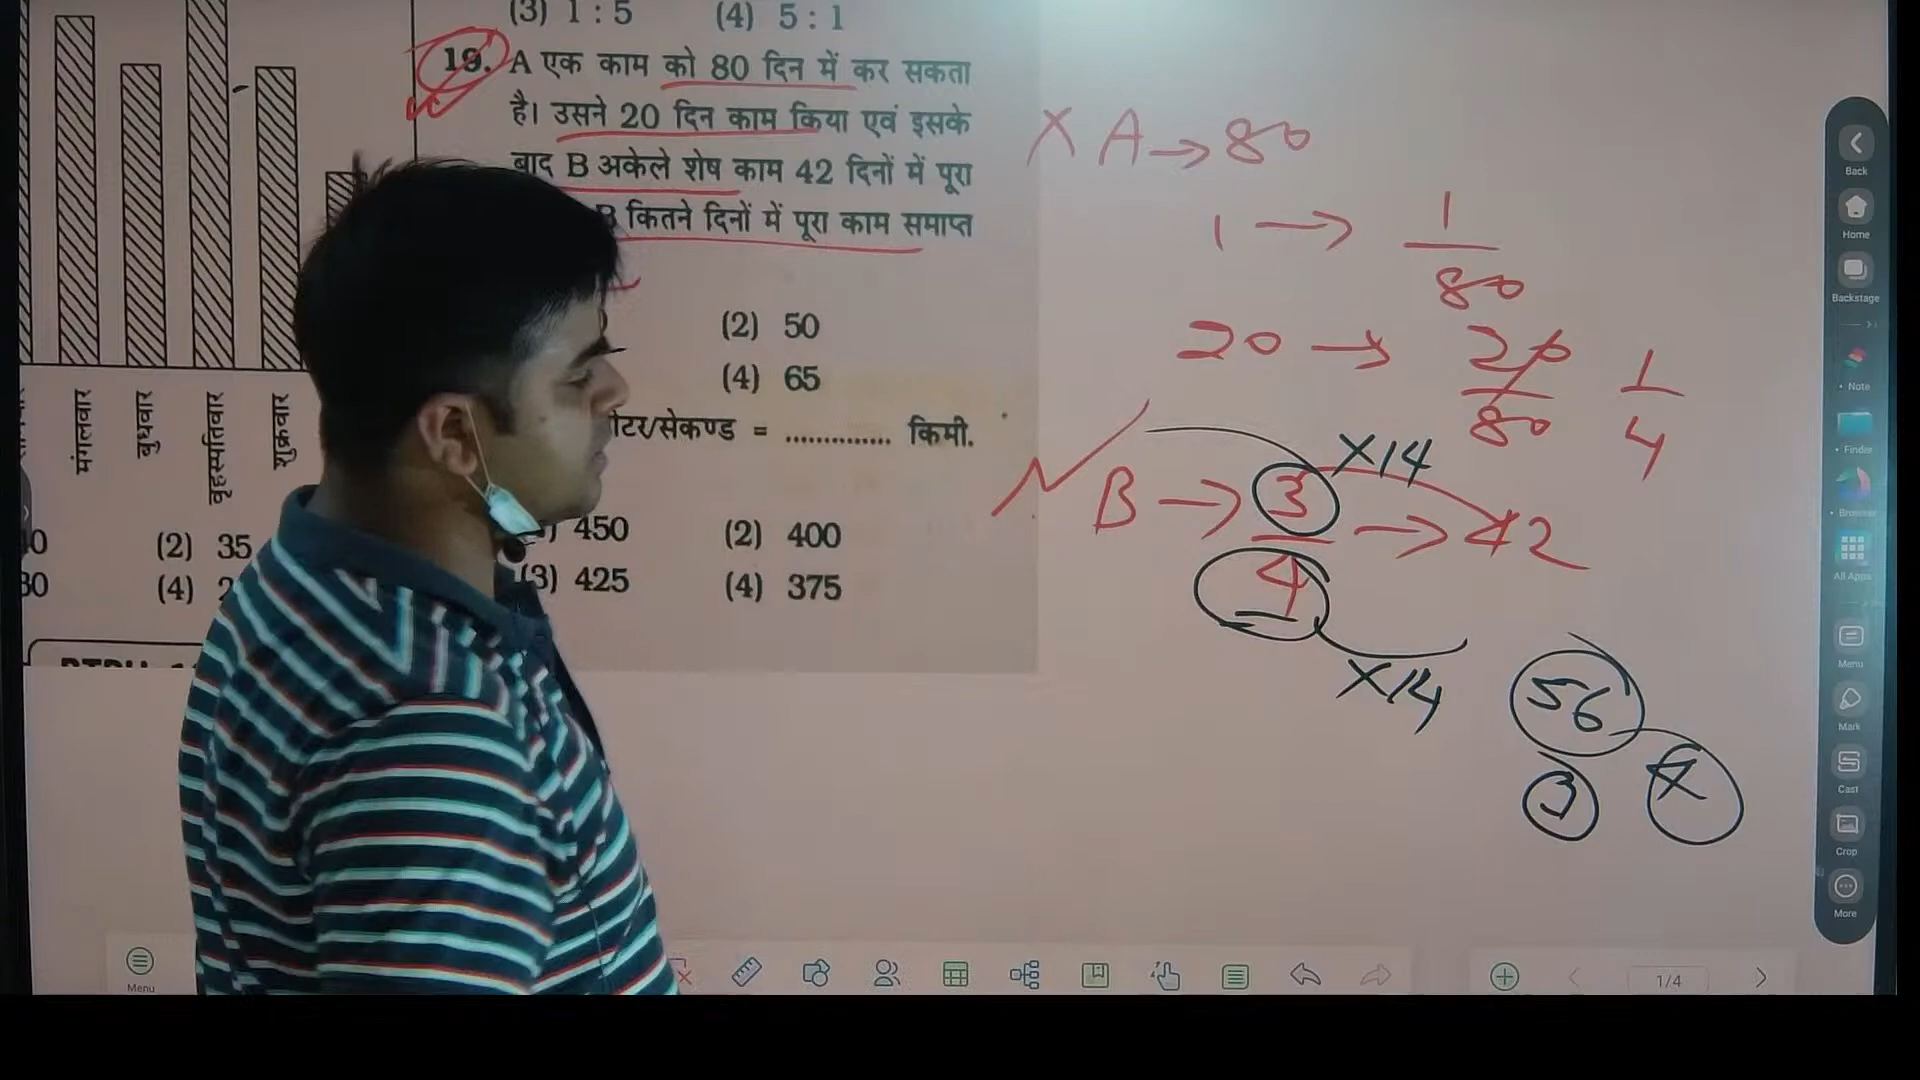 (3) 1 : 5 (4) 5 : 1
19. A एक काम को 80 दिन में कर सकता
है। उसने 20 दिन काम किया एवं इसके
बाद B अकेले शेष काम 42 दिनों में पूरा
B कितने दिनों में पूरा काम समाप्त
(2) 50
(4) 65
मीटर/सेकण्ड = .............. किमी.
450 (2) 400
(3) 425 (4) 375
मंगलवार
बुधवार
वृहस्पतिवार
शुक्रवार
(2) 35
(4) 2
X A → 80
1 → 1/80
20 → 20/80 1/4
B → 3/4 → 42
×14
×14
56
3
4
Back
Home
Backstage
Note
Finder
Browser
All Apps
Menu
Mark
Cast
Crop
More
Menu
1/4